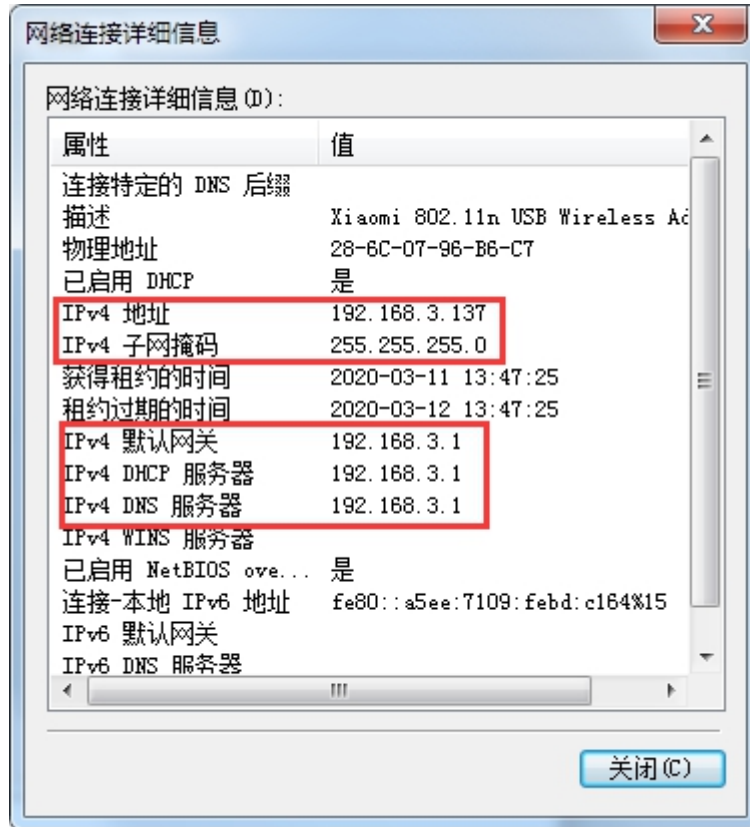 网络连接详细信息
网络连接详细信息(D):
属性 值
连接特定的 DNS 后缀
描述 Xiaomi 802.11n USB Wireless Ad
物理地址 28-6C-07-96-B6-C7
已启用 DHCP 是
IPv4 地址 192.168.3.137
IPv4 子网掩码 255.255.255.0
获得租约的时间 2020-03-11 13:47:25
租约过期的时间 2020-03-12 13:47:25
IPv4 默认网关 192.168.3.1
IPv4 DHCP 服务器 192.168.3.1
IPv4 DNS 服务器 192.168.3.1
IPv4 WINS 服务器
已启用 NetBIOS ove... 是
连接-本地 IPv6 地址 fe80::a5ee:7109:febd:c164%15
IPv6 默认网关
IPv6 DNS 服务器
关闭(C)